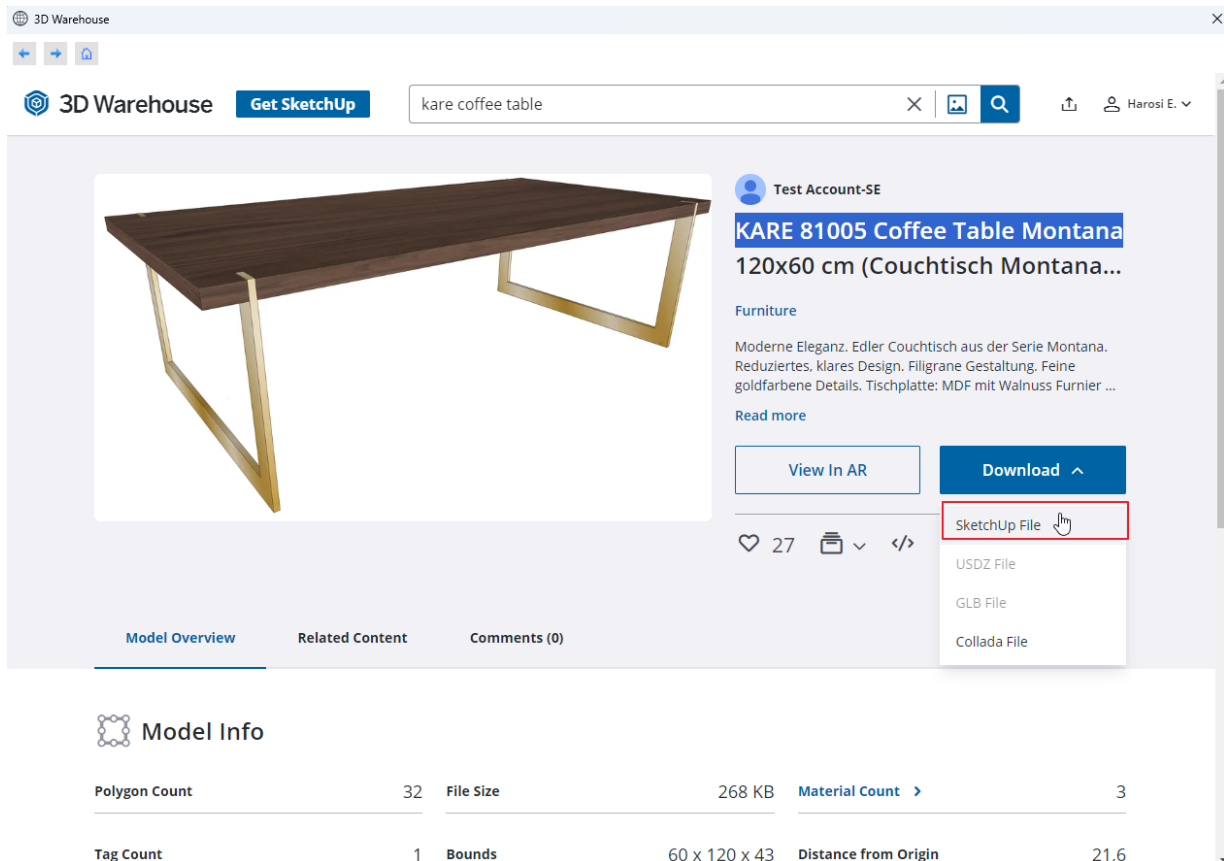 3D Warehouse
3D Warehouse
Get SketchUp
kare coffee table
Harosi E.
Test Account-SE
KARE 81005 Coffee Table Montana
120x60 cm (Couchtisch Montana...
Furniture
Moderne Eleganz. Edler Couchtisch aus der Serie Montana.
Reduziertes, klares Design. Filigrane Gestaltung. Feine
goldfarbene Details. Tischplatte: MDF mit Walnuss Furnier ...
Read more
View In AR
Download
27
SketchUp File
USDZ File
GLB File
Collada File
Model Overview Related Content Comments (0)
Model Info
Polygon Count 32 File Size 268 KB Material Count 3
Tag Count 1 Bounds 60 x 120 x 43 Distance from Origin 21.6